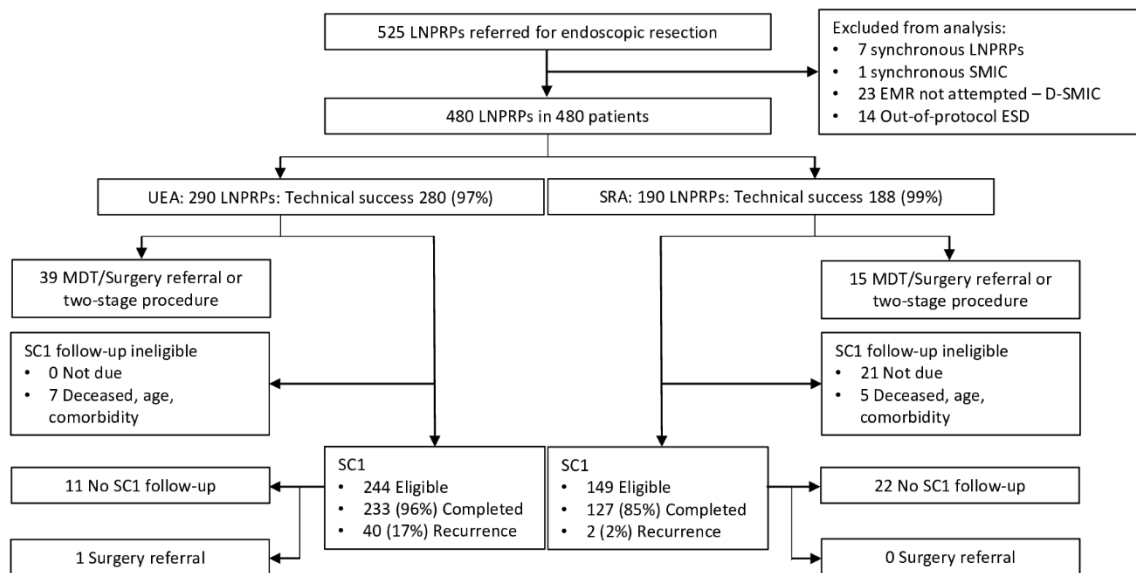 525 LNPRPs referred for endoscopic resection
Excluded from analysis:
• 7 synchronous LNPRPs
• 1 synchronous SMIC
• 23 EMR not attempted – D-SMIC
• 14 Out-of-protocol ESD
480 LNPRPs in 480 patients
UEA: 290 LNPRPs: Technical success 280 (97%)
SRA: 190 LNPRPs: Technical success 188 (99%)
39 MDT/Surgery referral or
two-stage procedure
15 MDT/Surgery referral or
two-stage procedure
SC1 follow-up ineligible
• 0 Not due
• 7 Deceased, age,
comorbidity
SC1 follow-up ineligible
• 21 Not due
• 5 Deceased, age,
comorbidity
SC1
• 244 Eligible
• 233 (96%) Completed
• 40 (17%) Recurrence
SC1
• 149 Eligible
• 127 (85%) Completed
• 2 (2%) Recurrence
11 No SC1 follow-up
22 No SC1 follow-up
1 Surgery referral
0 Surgery referral